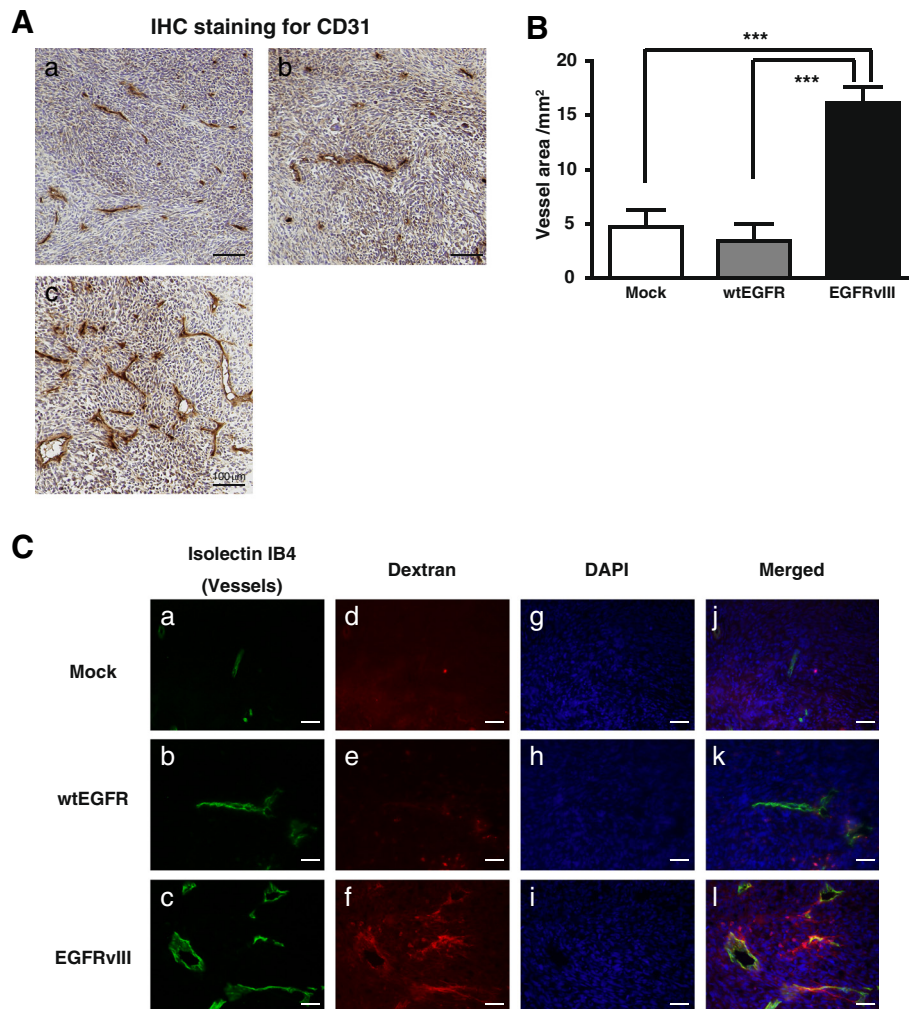 A
IHC staining for CD31
a
b
c
100 μm
B
Vessel area /mm²
20
15
10
5
0
***
***
Mock
wtEGFR
EGFRvIII
C
Isolectin IB4
(Vessels)
Dextran
DAPI
Merged
Mock
a
d
g
j
wtEGFR
b
e
h
k
EGFRvIII
c
f
i
l